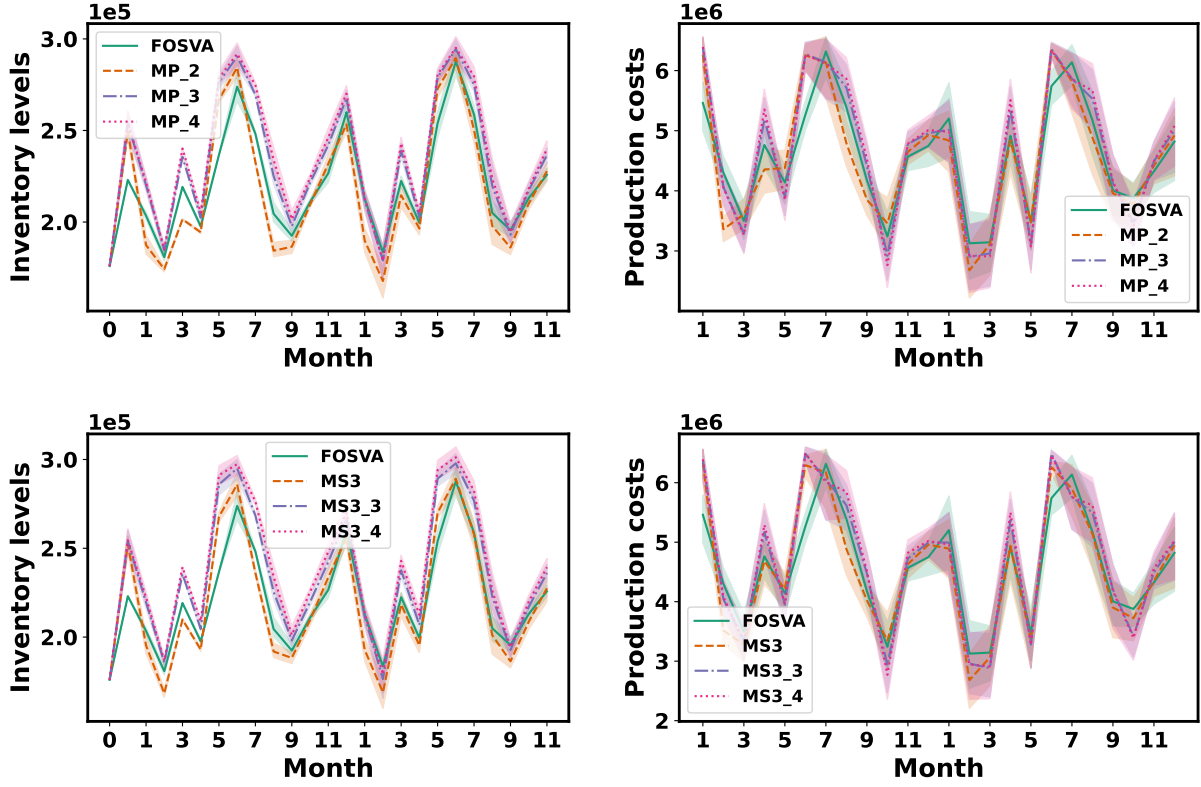 1e5
Inventory levels
3.0
2.5
2.0
FOSVA
MP_2
MP_3
MP_4
0 1 3 5 7 9 11 1 3 5 7 9 11
Month
1e6
Production costs
6
5
4
3
FOSVA
MP_2
MP_3
MP_4
1 3 5 7 9 11 1 3 5 7 9 11
Month
1e5
Inventory levels
3.0
2.5
2.0
FOSVA
MS3
MS3_3
MS3_4
0 1 3 5 7 9 11 1 3 5 7 9 11
Month
1e6
Production costs
6
5
4
3
2
FOSVA
MS3
MS3_3
MS3_4
1 3 5 7 9 11 1 3 5 7 9 11
Month